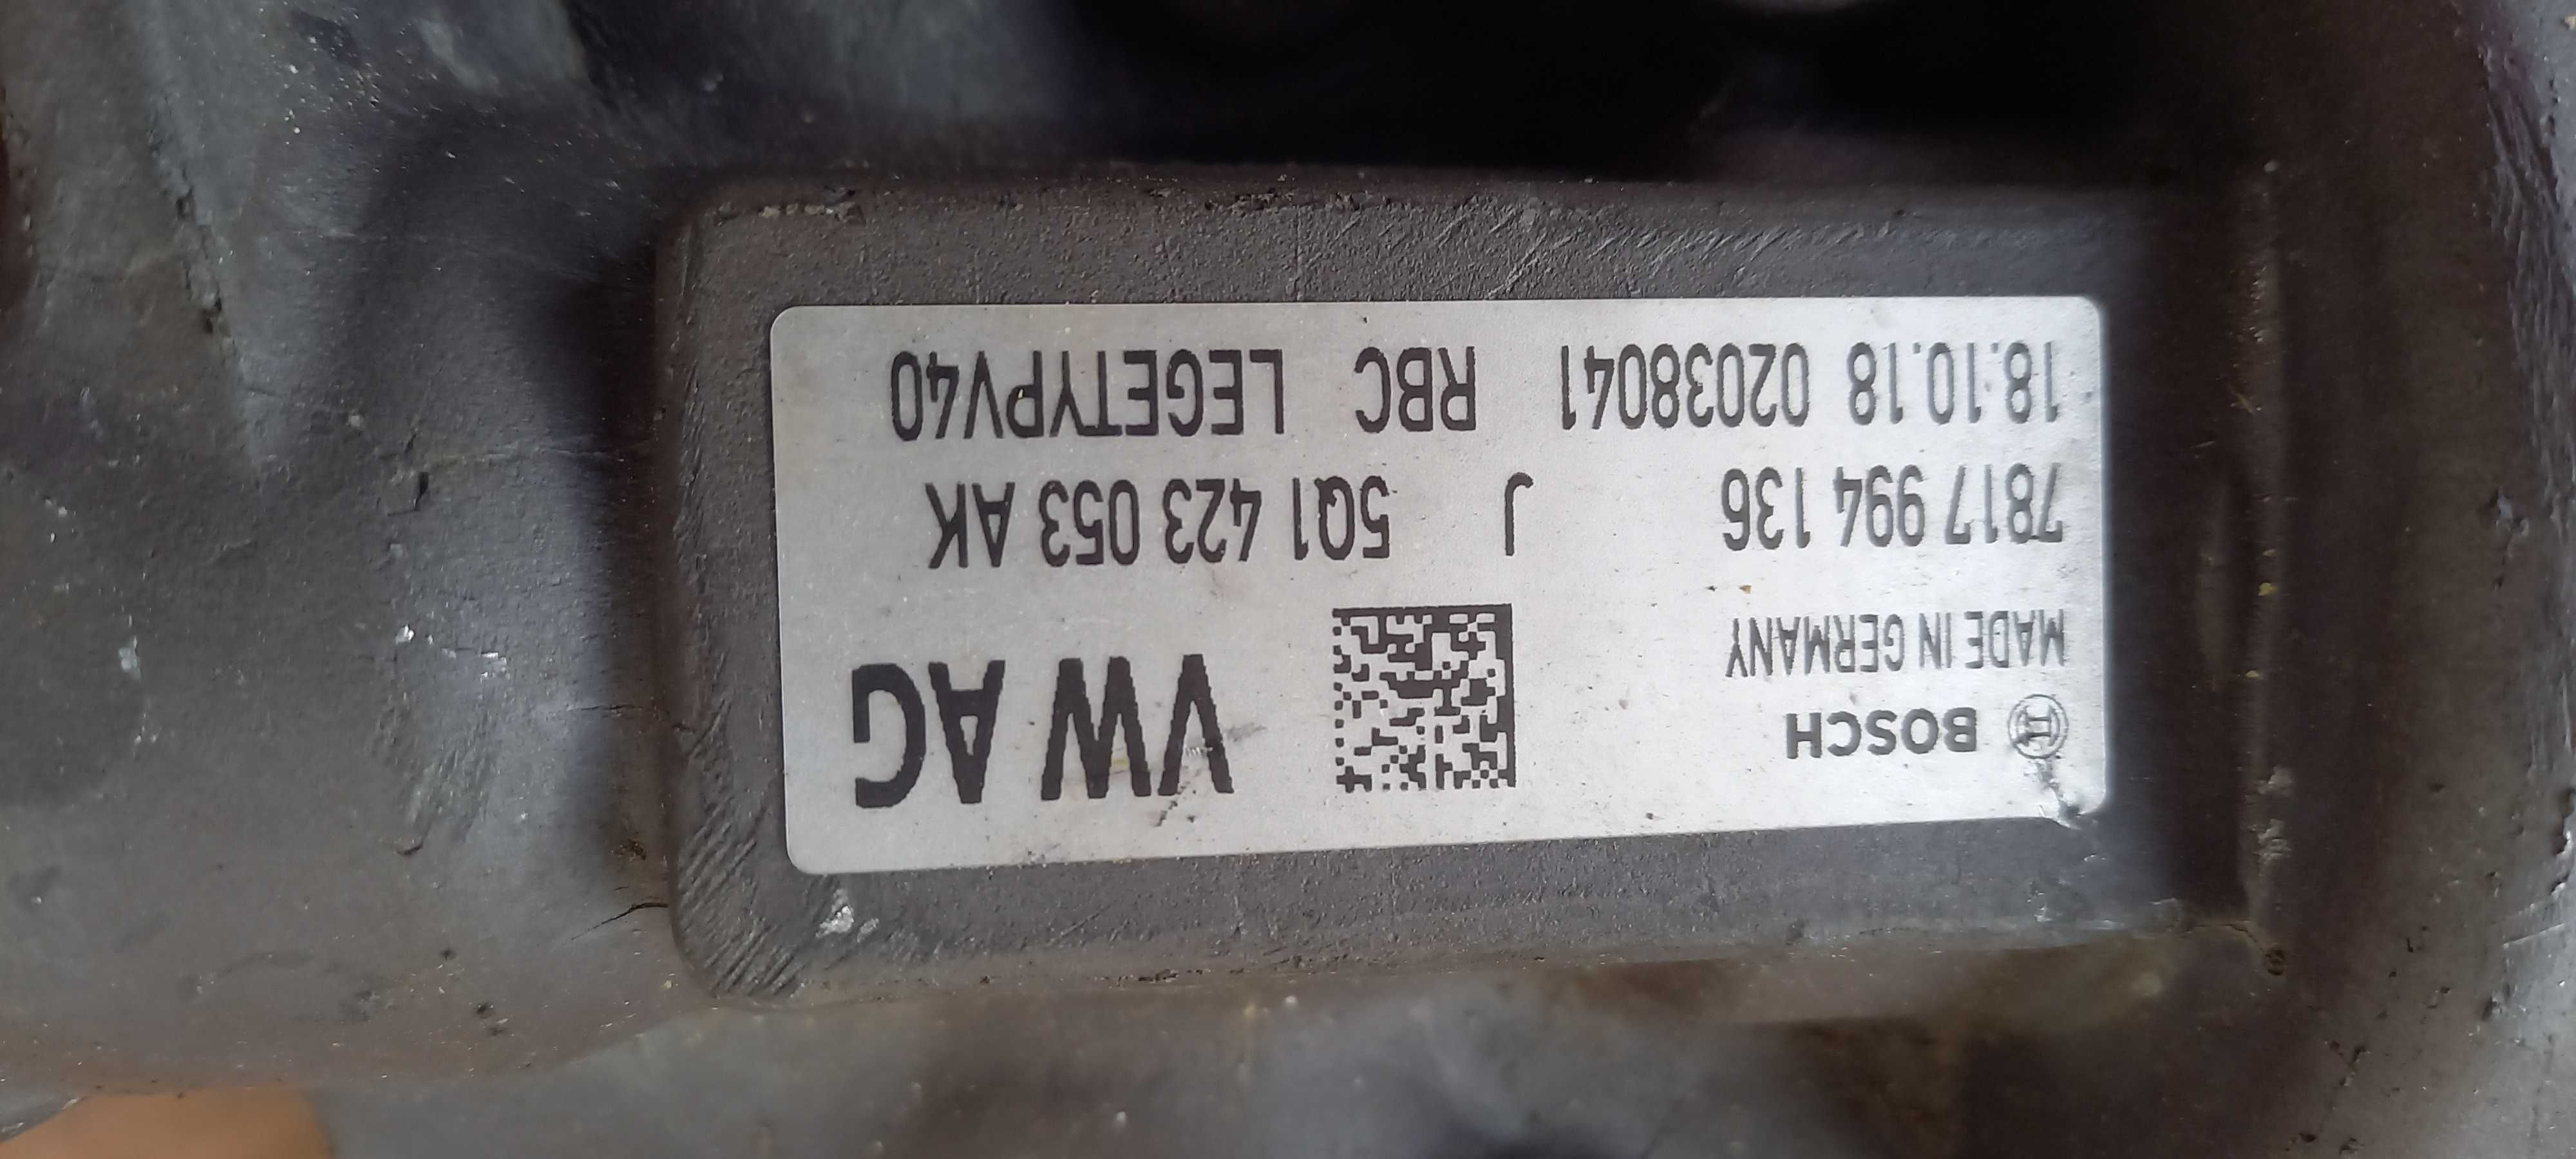 BOSCH VW AG
MADE IN GERMANY
7817 994 136 J 5Q1 423 053 AK
18.10.18 02038041 RBC LEGETYPV40